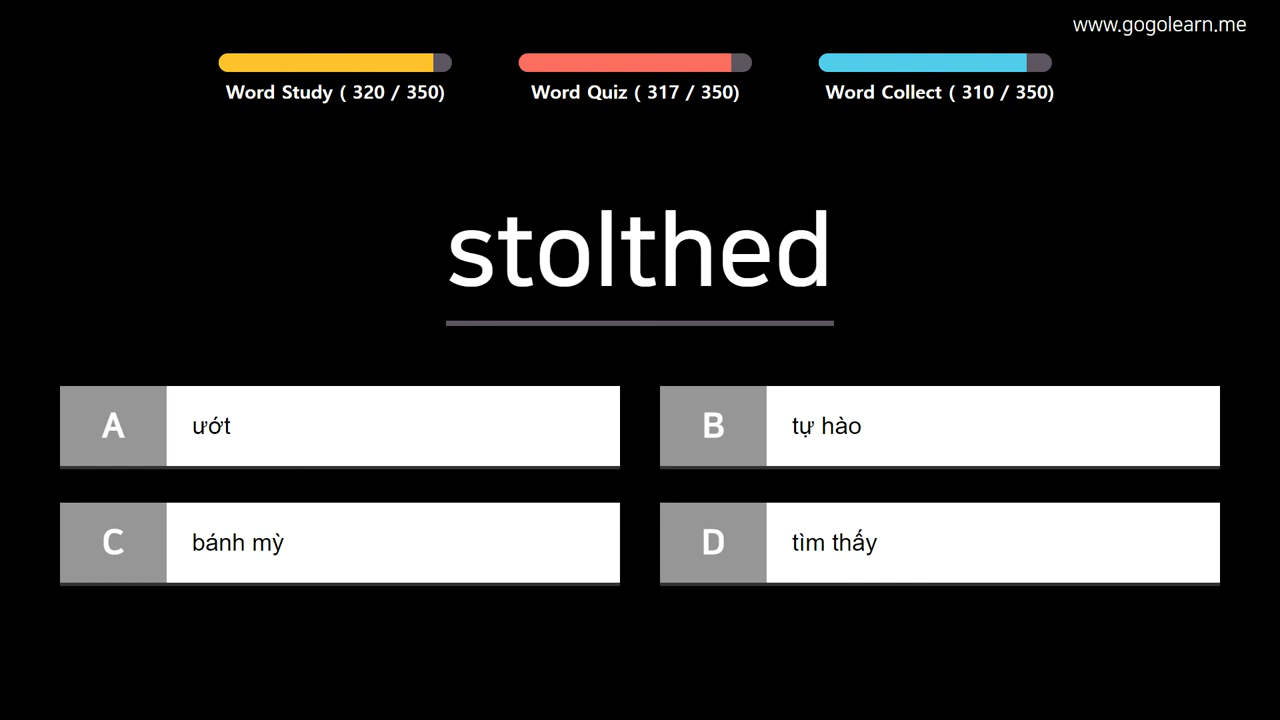 www.gogolearn.me
Word Study ( 320 / 350)
Word Quiz ( 317 / 350)
Word Collect ( 310 / 350)
stolthed
A ướt
B tự hào
C bánh mỳ
D tìm thấy